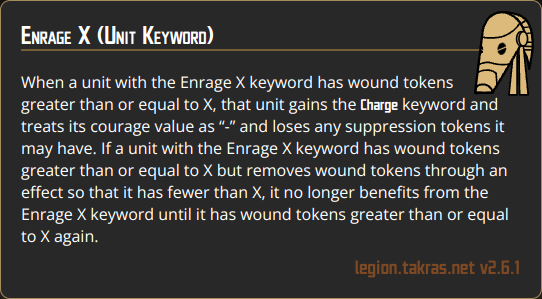 Enrage X (Unit Keyword)
When a unit with the Enrage X keyword has wound tokens
greater than or equal to X, that unit gains the Charge keyword and
treats its courage value as “-” and loses any suppression tokens it
may have. If a unit with the Enrage X keyword has wound tokens
greater than or equal to X but removes wound tokens through an
effect so that it has fewer than X, it no longer benefits from the
Enrage X keyword until it has wound tokens greater than or equal
to X again.
legion.takras.net v2.6.1